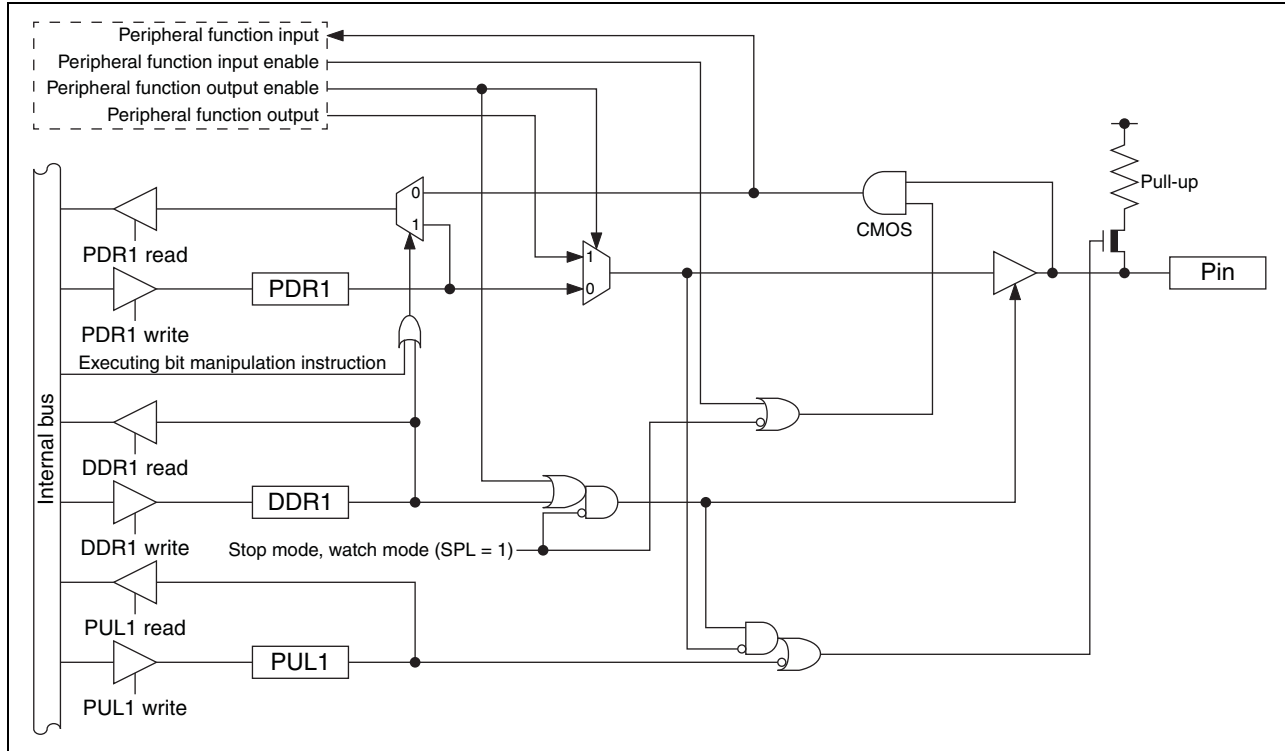 Peripheral function input
Peripheral function input enable
Peripheral function output enable
Peripheral function output
Pull-up
0
1
CMOS
PDR1 read
1
0
Pin
PDR1
PDR1 write
Executing bit manipulation instruction
Internal bus
DDR1 read
DDR1
DDR1 write
Stop mode, watch mode (SPL = 1)
PUL1 read
PUL1
PUL1 write